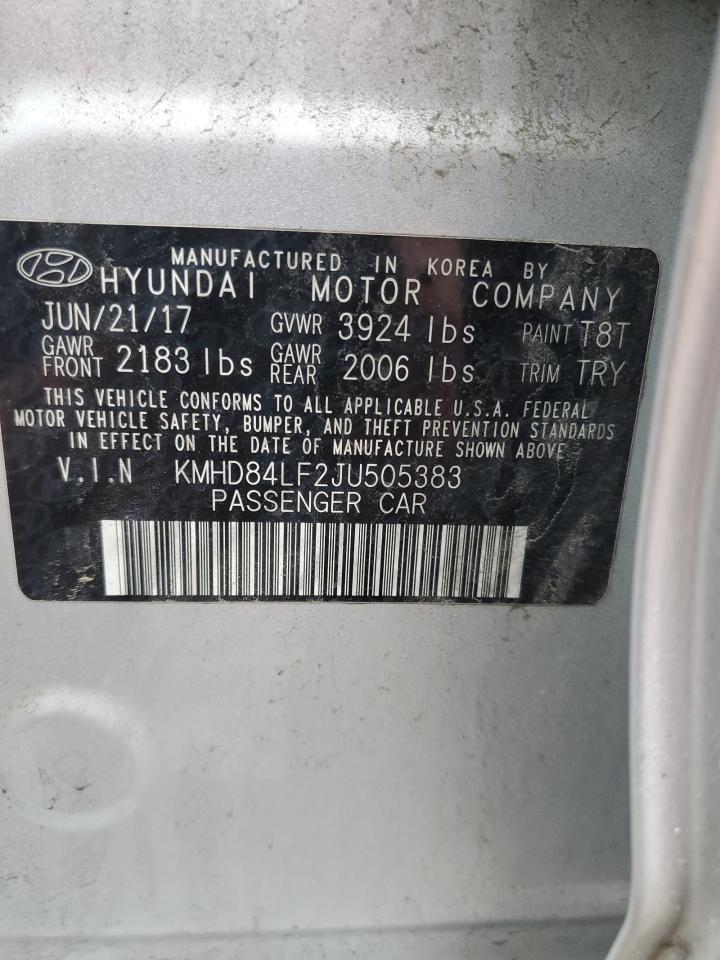 MANUFACTURED IN KOREA BY
HYUNDAI MOTOR COMPANY
JUN/21/17 GVWR 3924 lbs PAINT T8T
GAWR FRONT 2183 lbs GAWR REAR 2006 lbs TRIM TRY
THIS VEHICLE CONFORMS TO ALL APPLICABLE U.S.A. FEDERAL
MOTOR VEHICLE SAFETY, BUMPER, AND THEFT PREVENTION STANDARDS
IN EFFECT ON THE DATE OF MANUFACTURE SHOWN ABOVE
V.I.N KMHD84LF2JU505383
PASSENGER CAR